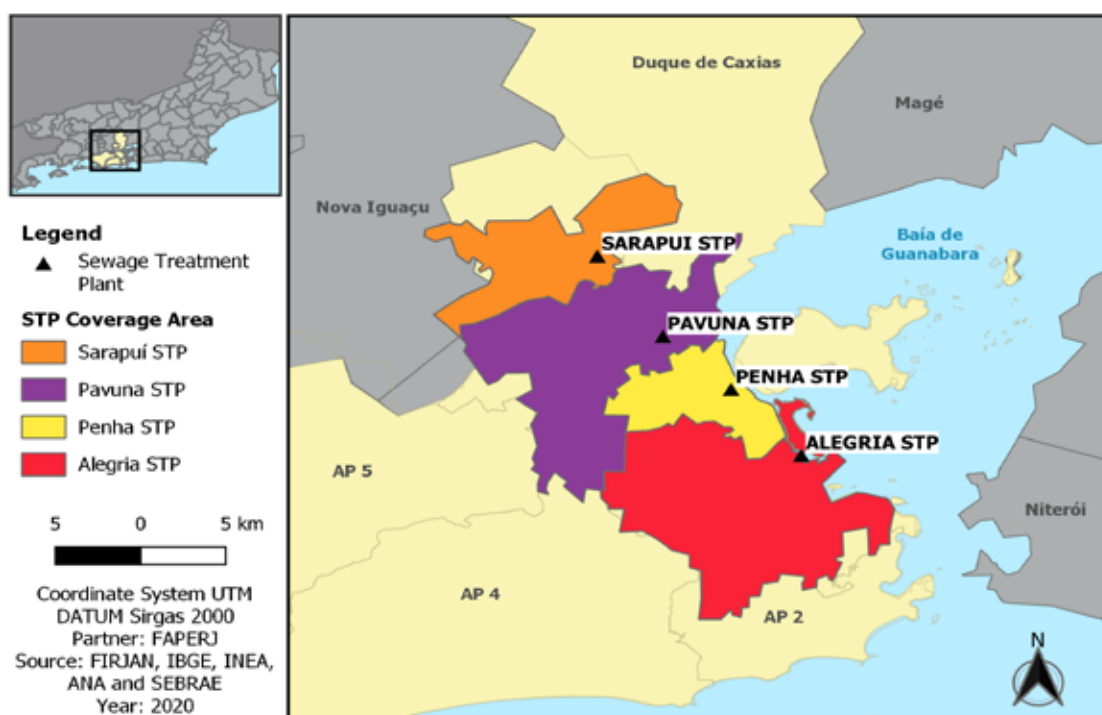 Legend
Sewage Treatment
Plant
STP Coverage Area
Sarapuí STP
Pavuna STP
Penha STP
Alegria STP
5 0 5 km
Coordinate System UTM
DATUM Sirgas 2000
Partner: FAPERJ
Source: FIRJAN, IBGE, INEA,
ANA and SEBRAE
Year: 2020
Duque de Caxias
Magé
Nova Iguaçu
Baía de
Guanabara
SARAPUI STP
PAVUNA STP
PENHA STP
ALEGRIA STP
AP 5
Niterói
AP 4
AP 2
N